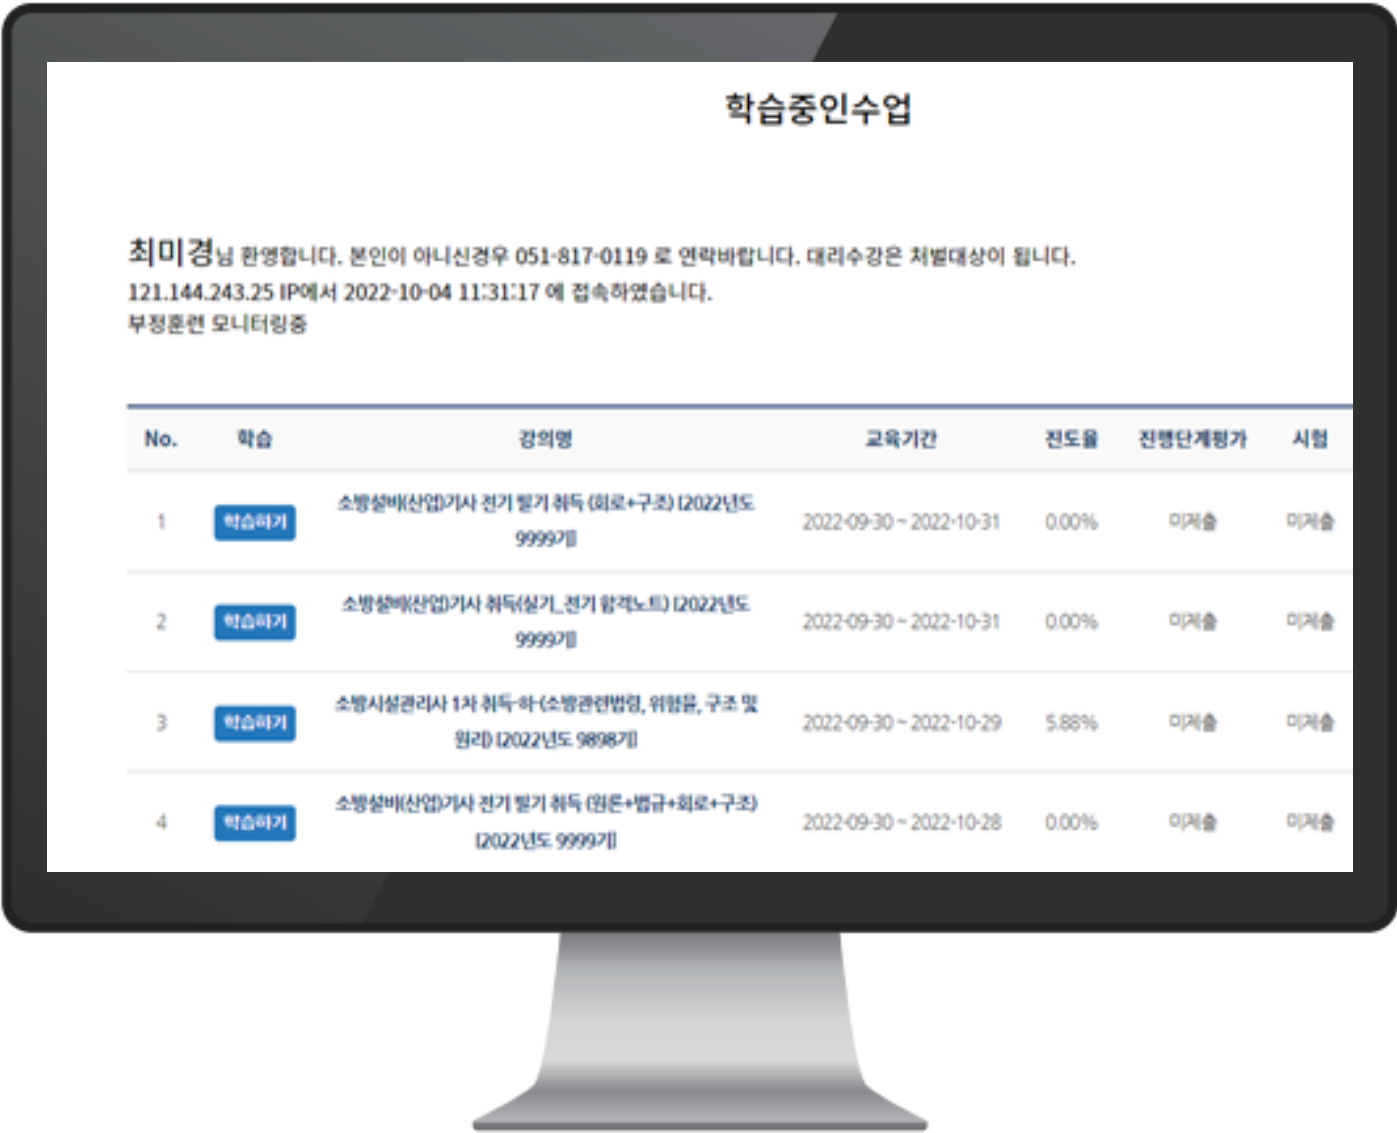 학습중인수업
최미경님 환영합니다. 본인이 아니신경우 051-817-0119 로 연락바랍니다. 대리수강은 처벌대상이 됩니다.
121.144.243.25 IP에서 2022-10-04 11:31:17 에 접속하였습니다.
부정훈련 모니터링중
No. 학습 강의명 교육기간 진도율 진행단계평가 시험
1 학습하기 소방설비(산업)기사 전기 필기 취득 (회로+구조) [2022년도 2022-09-30 ~ 2022-10-31 0.00% 미제출 미제출
9999기]
2 학습하기 소방설비(산업)기사 취득(실기_전기 합격노트) [2022년도 2022-09-30 ~ 2022-10-31 0.00% 미제출 미제출
9999기]
3 학습하기 소방시설관리사 1차 취득-하-(소방관련법령, 위험물, 구조 및 2022-09-30 ~ 2022-10-29 5.88% 미제출 미제출
원리) [2022년도 9898기]
4 학습하기 소방설비(산업)기사 전기 필기 취득 (원론+법규+회로+구조) 2022-09-30 ~ 2022-10-28 0.00% 미제출 미제출
[2022년도 9999기]